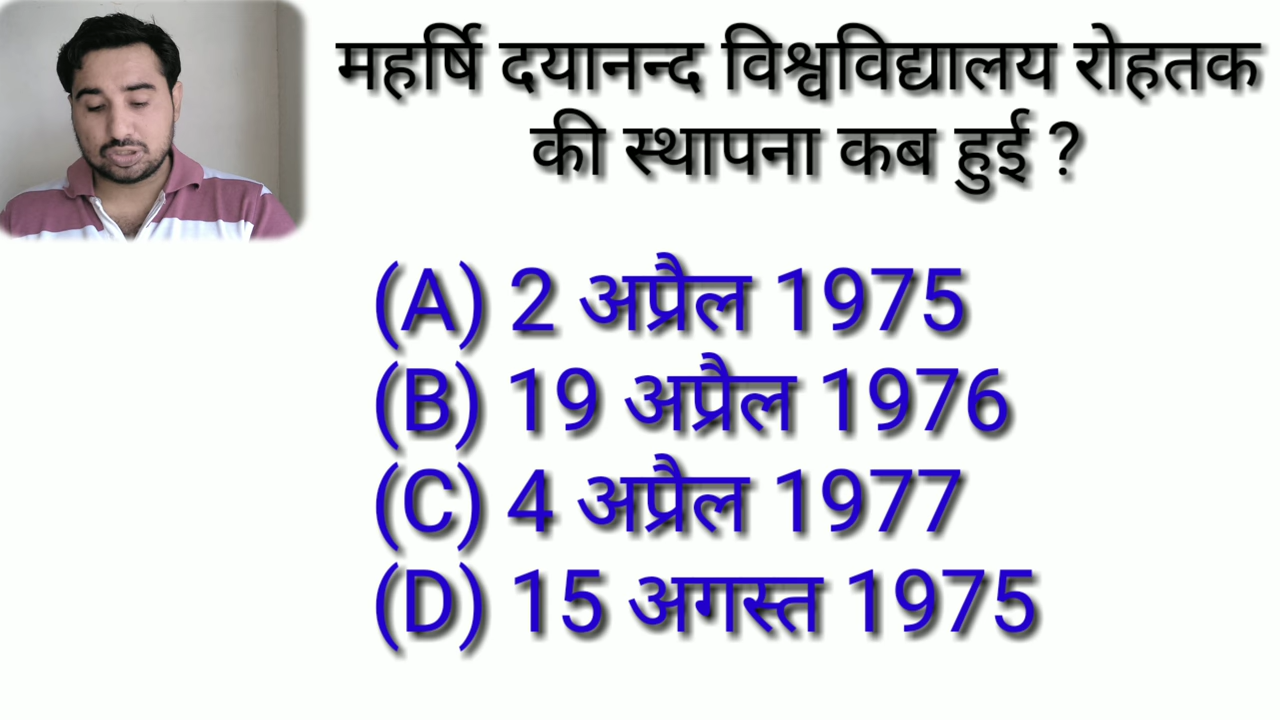 महर्षि दयानन्द विश्वविद्यालय रोहतक
की स्थापना कब हुई ?
(A) 2 अप्रैल 1975
(B) 19 अप्रैल 1976
(C) 4 अप्रैल 1977
(D) 15 अगस्त 1975